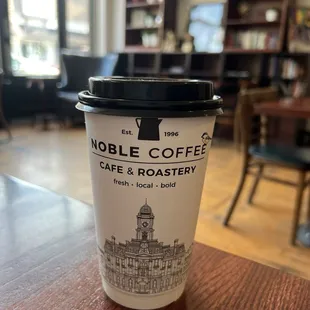 Est. 1996
NOBLE COFFEE
CAFE & ROASTERY
fresh · local · bold